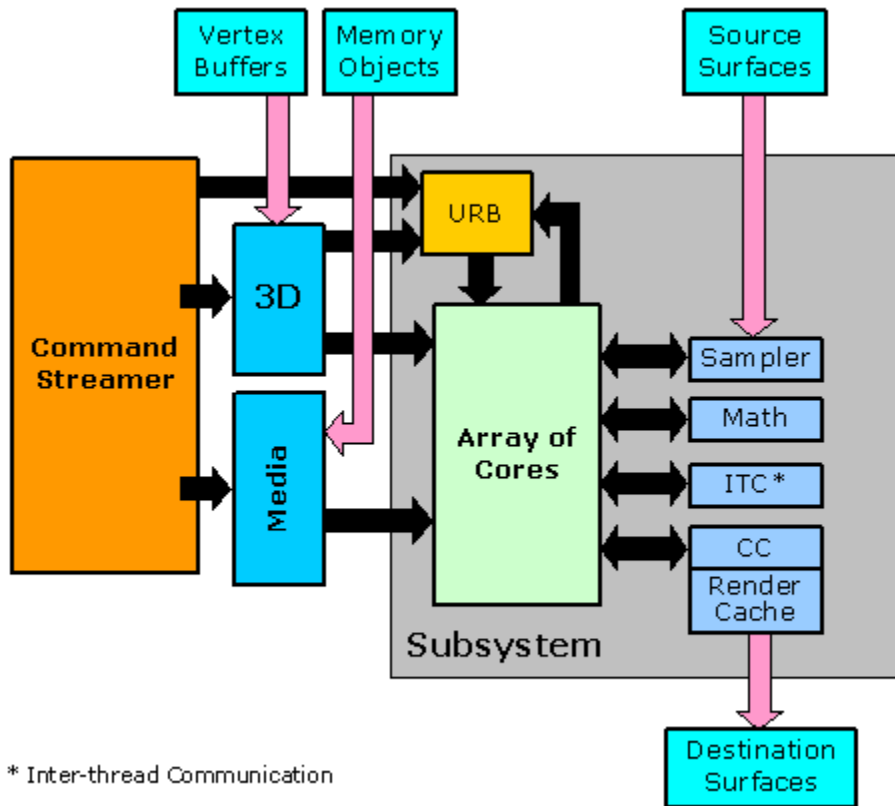 Vertex
Buffers
Memory
Objects
Source
Surfaces
Command
Streamer
URB
3D
Media
Array of
Cores
Sampler
Math
ITC *
CC
Render
Cache
Subsystem
Destination
Surfaces
* Inter-thread Communication